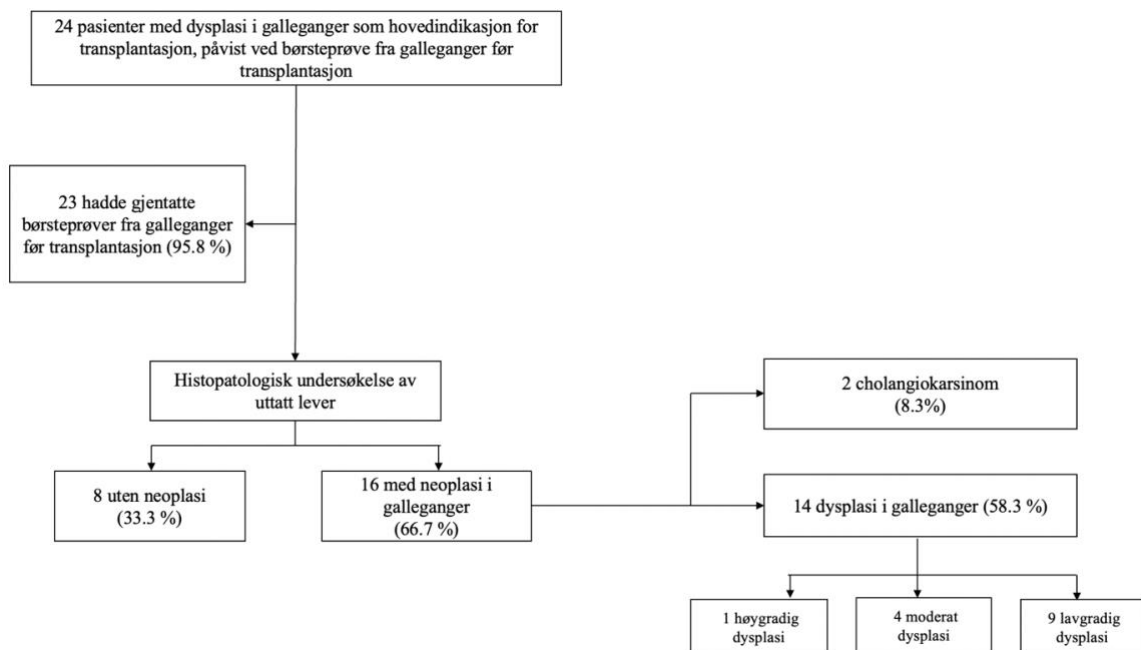 24 pasienter med dysplasi i galleganger som hovedindikasjon for
transplantasjon, påvist ved børsteprøve fra galleganger før
transplantasjon
23 hadde gjentatte
børsteprøver fra galleganger
før transplantasjon (95.8 %)
Histopatologisk undersøkelse av
uttatt lever
8 uten neoplasi
(33.3 %)
16 med neoplasi i
galleganger
(66.7 %)
2 cholangiokarsinom
(8.3%)
14 dysplasi i galleganger (58.3 %)
1 høygradig
dysplasi
4 moderat
dysplasi
9 lavgradig
dysplasi